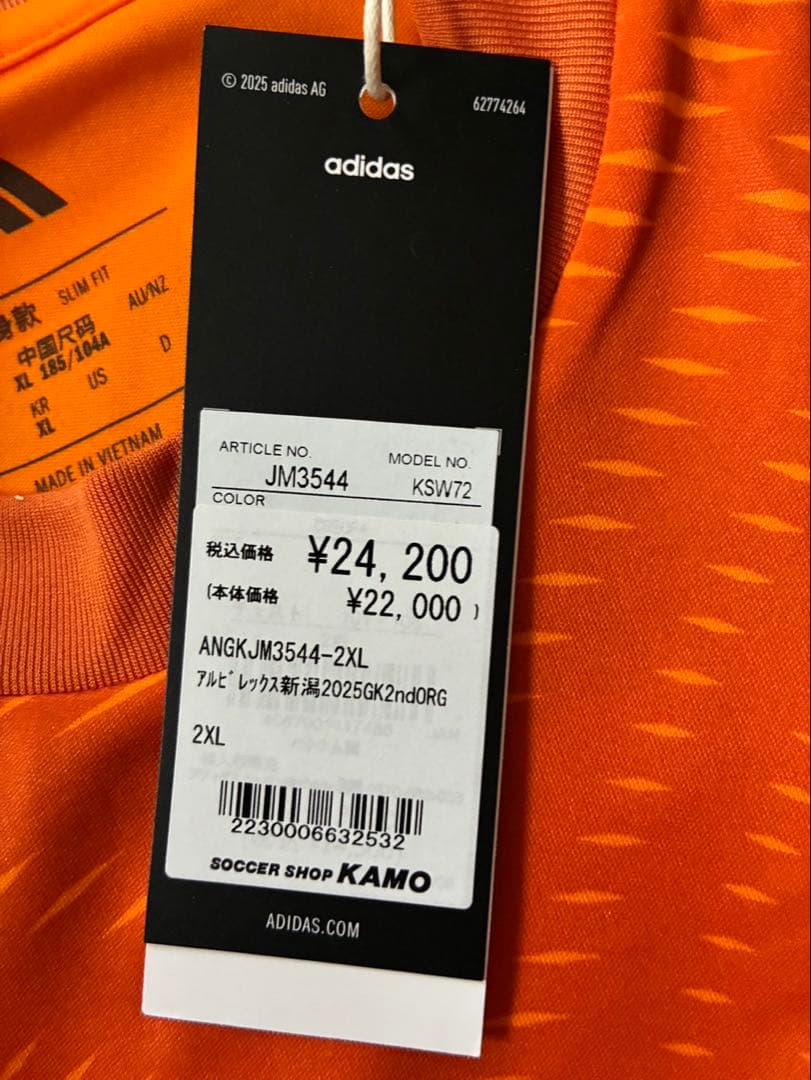 © 2025 adidas AG
62774264
adidas
SLIM FIT
身款
AU/NZ
中国尺码
XL 185/104A
D
US
KR
XL
MADE IN VIETNAM
ARTICLE NO.
MODEL NO.
JM3544
KSW72
COLOR
税込価格 ¥24,200
(本体価格 ¥22,000 )
ANGKJM3544-2XL
ｱﾙﾋﾞﾚｯｸｽ新潟2025GK2ndORG
2XL
2230006632532
SOCCER SHOP KAMO
ADIDAS.COM